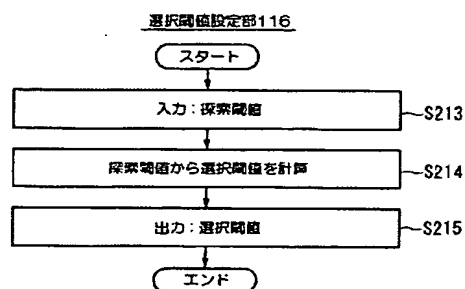 選択閾値設定部116
スタート
入力：探索閾値
S213
探索閾値から選択閾値を計算
S214
出力：選択閾値
S215
エンド